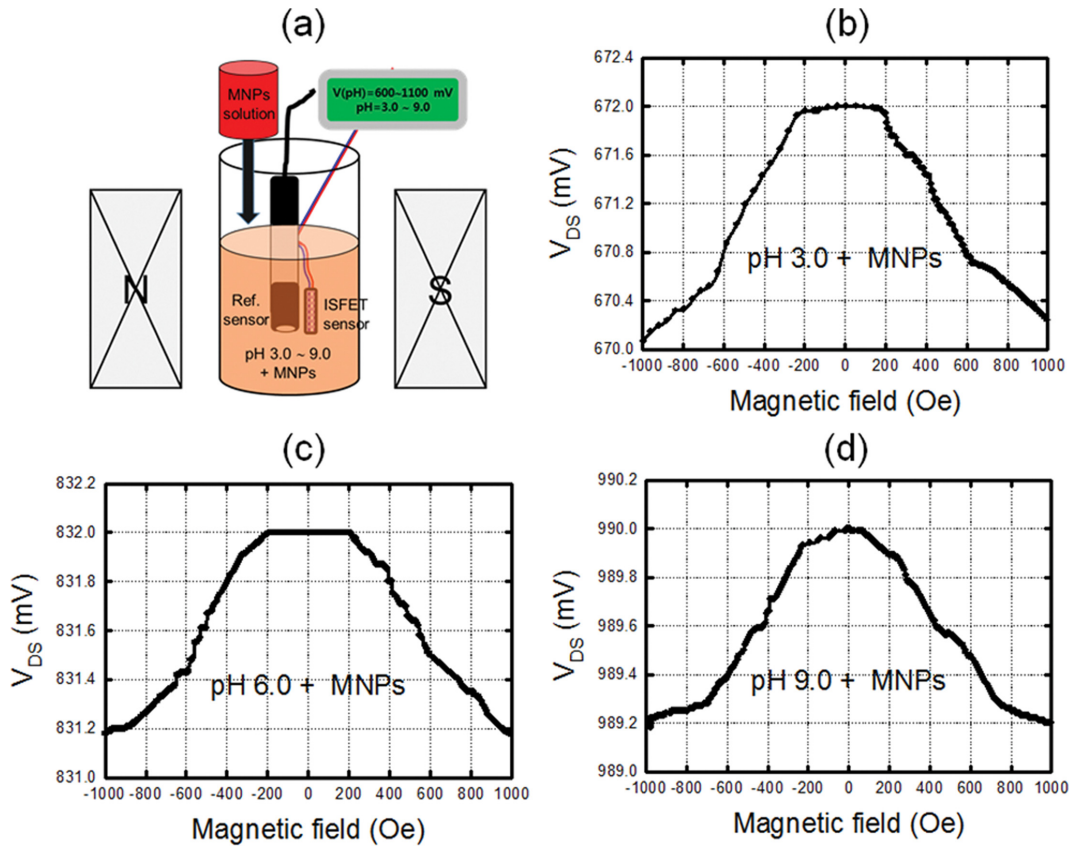 (a)
MNPs
solution
V(pH)=600~1100 mV
pH=3.0 ~ 9.0
N
S
Ref.
sensor
ISFET
sensor
pH 3.0 ~ 9.0
+ MNPs
(b)
672.4
672.0
671.6
671.2
670.8
670.4
670.0
V_DS (mV)
pH 3.0 + MNPs
-1000 -800 -600 -400 -200 0 200 400 600 800 1000
Magnetic field (Oe)
(c)
832.2
832.0
831.8
831.6
831.4
831.2
831.0
V_DS (mV)
pH 6.0 + MNPs
-1000 -800 -600 -400 -200 0 200 400 600 800 1000
Magnetic field (Oe)
(d)
990.2
990.0
989.8
989.6
989.4
989.2
989.0
V_DS (mV)
pH 9.0 + MNPs
-1000 -800 -600 -400 -200 0 200 400 600 800 1000
Magnetic field (Oe)